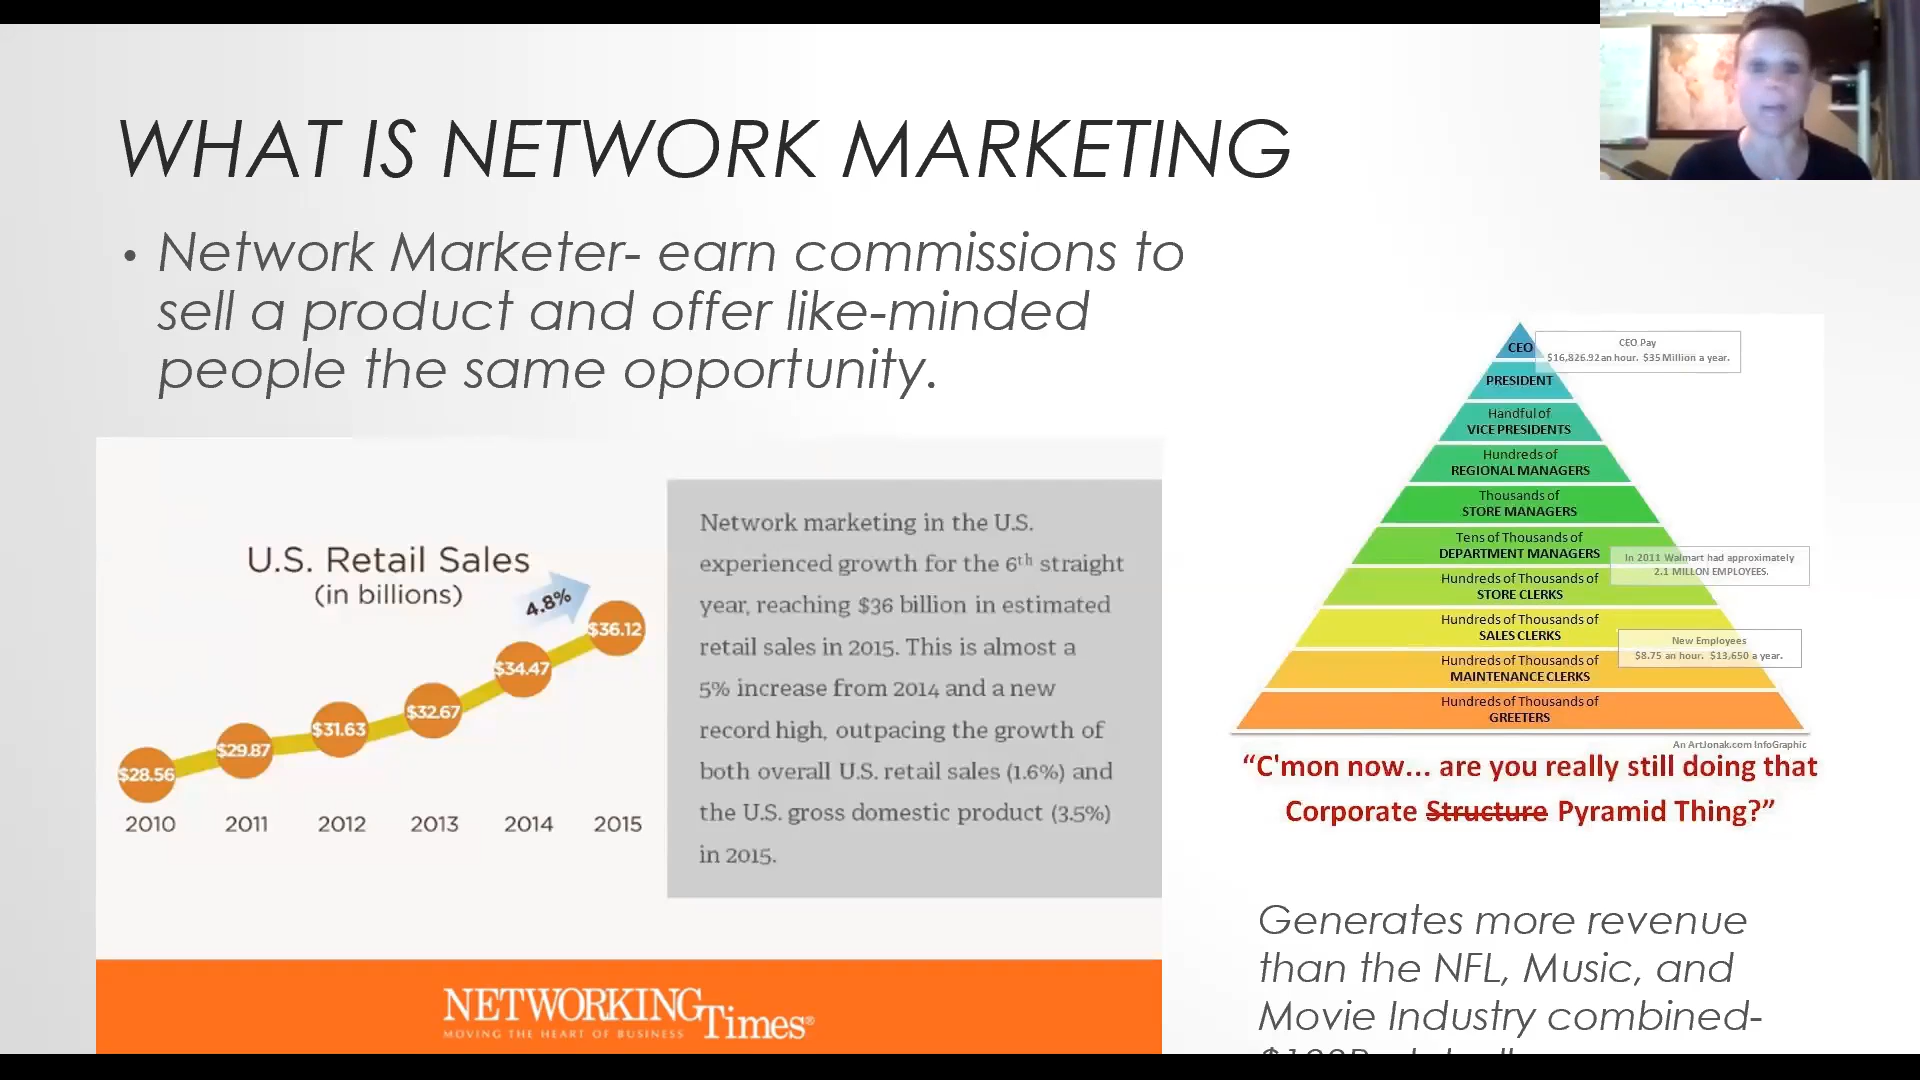 WHAT IS NETWORK MARKETING
• Network Marketer- earn commissions to
sell a product and offer like-minded
people the same opportunity.
U.S. Retail Sales
(in billions)
4.8%
$28.56
$29.87
$31.63
$32.67
$34.47
$36.12
2010 2011 2012 2013 2014 2015
Network marketing in the U.S.
experienced growth for the 6th straight
year, reaching $36 billion in estimated
retail sales in 2015. This is almost a
5% increase from 2014 and a new
record high, outpacing the growth of
both overall U.S. retail sales (1.6%) and
the U.S. gross domestic product (3.5%)
in 2015.
NETWORKING Times®
MOVING THE HEART OF BUSINESS
CEO
CEO Pay
$16,826.92 an hour. $35 Million a year.
PRESIDENT
Handful of
VICE PRESIDENTS
Hundreds of
REGIONAL MANAGERS
Thousands of
STORE MANAGERS
Tens of Thousands of
DEPARTMENT MANAGERS
In 2011 Walmart had approximately
2.1 MILLON EMPLOYEES.
Hundreds of Thousands of
STORE CLERKS
Hundreds of Thousands of
SALES CLERKS
New Employees
$8.75 an hour. $13,650 a year.
Hundreds of Thousands of
MAINTENANCE CLERKS
Hundreds of Thousands of
GREETERS
An ArtJonak.com InfoGraphic
“C'mon now... are you really still doing that
Corporate Structure Pyramid Thing?”
Generates more revenue
than the NFL, Music, and
Movie Industry combined-